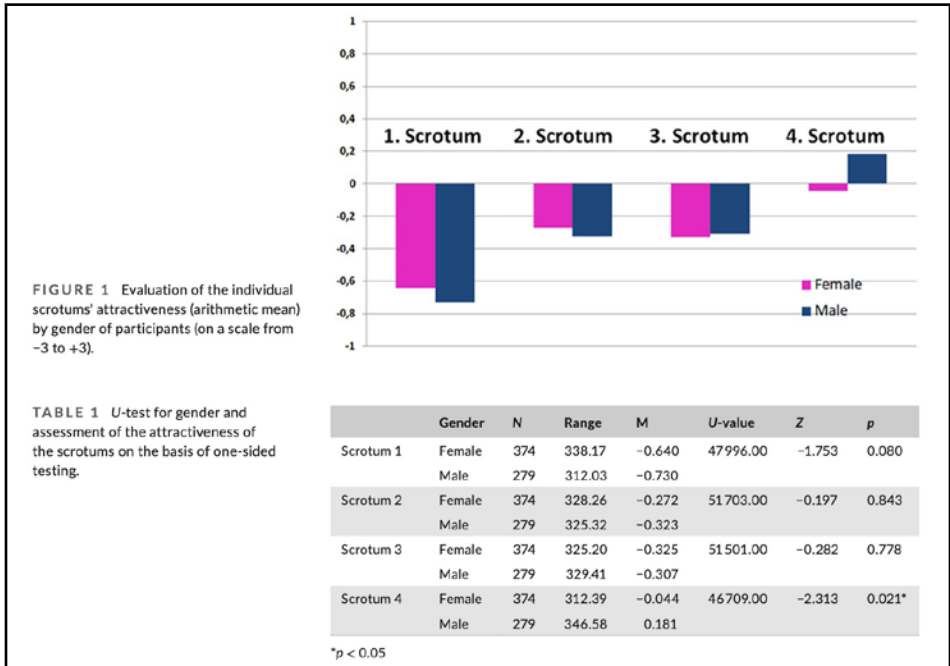 1
0,8
0,6
0,4
0,2
0
-0,2
-0,4
-0,6
-0,8
-1
1. Scrotum 2. Scrotum 3. Scrotum 4. Scrotum
Female
Male
FIGURE 1 Evaluation of the individual
scrotums' attractiveness (arithmetic mean)
by gender of participants (on a scale from
−3 to +3).
TABLE 1 U-test for gender and
assessment of the attractiveness of
the scrotums on the basis of one-sided
testing.
Gender N Range M U-value Z p
Scrotum 1 Female 374 338.17 −0.640 47996.00 −1.753 0.080
Male 279 312.03 −0.730
Scrotum 2 Female 374 328.26 −0.272 51703.00 −0.197 0.843
Male 279 325.32 −0.323
Scrotum 3 Female 374 325.20 −0.325 51501.00 −0.282 0.778
Male 279 329.41 −0.307
Scrotum 4 Female 374 312.39 −0.044 46709.00 −2.313 0.021*
Male 279 346.58 0.181
*p < 0.05